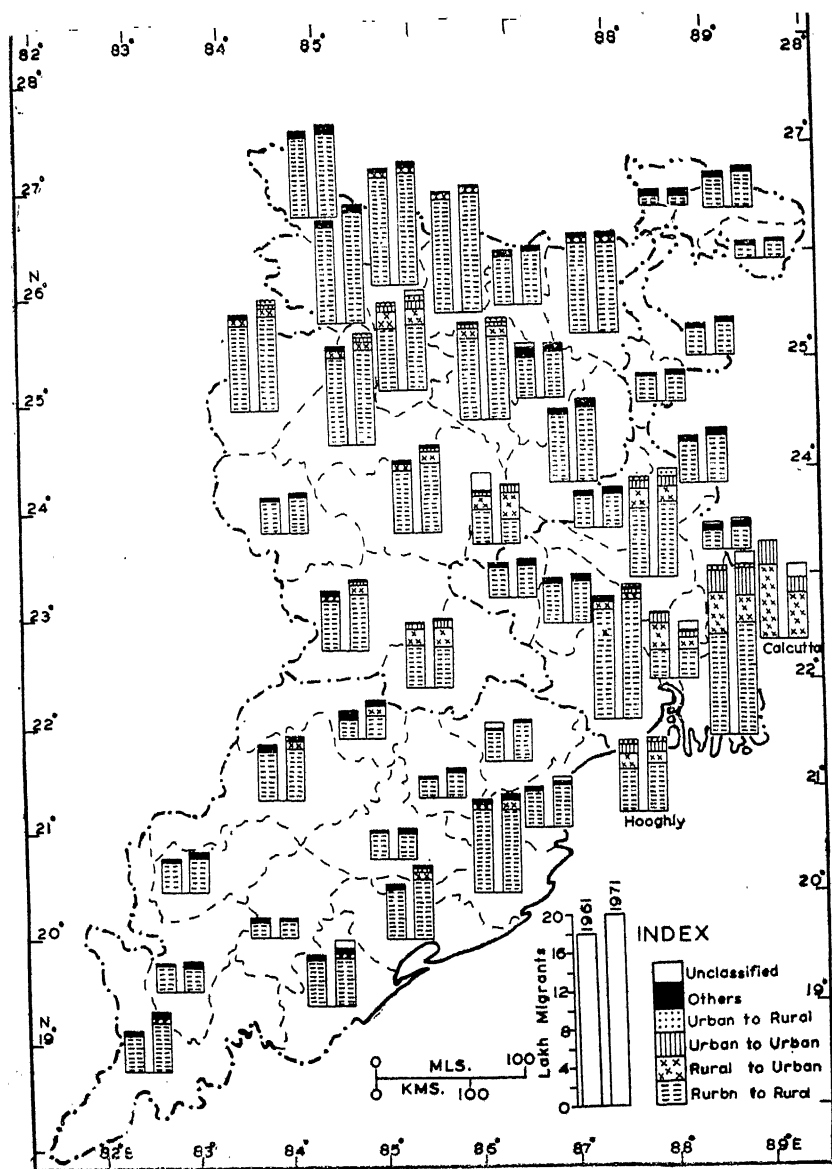 82° 83° 84° 85° 88° 89° 28°
28°
27°
27°
N
26°
25°
25°
24°
24°
23°
Calcutta
22°
22°
21°
21°
Hooghly
20°
20°
1961
1971
INDEX
Lakh Migrants
20
16
12
8
4
0
Unclassified
Others
Urban to Rural
Urban to Urban
Rural to Urban
Rurbn to Rural
19°
N
19°
0 MLS. 100
0 KMS. 100
82°E 83° 84° 85° 86° 87° 88° 89°E